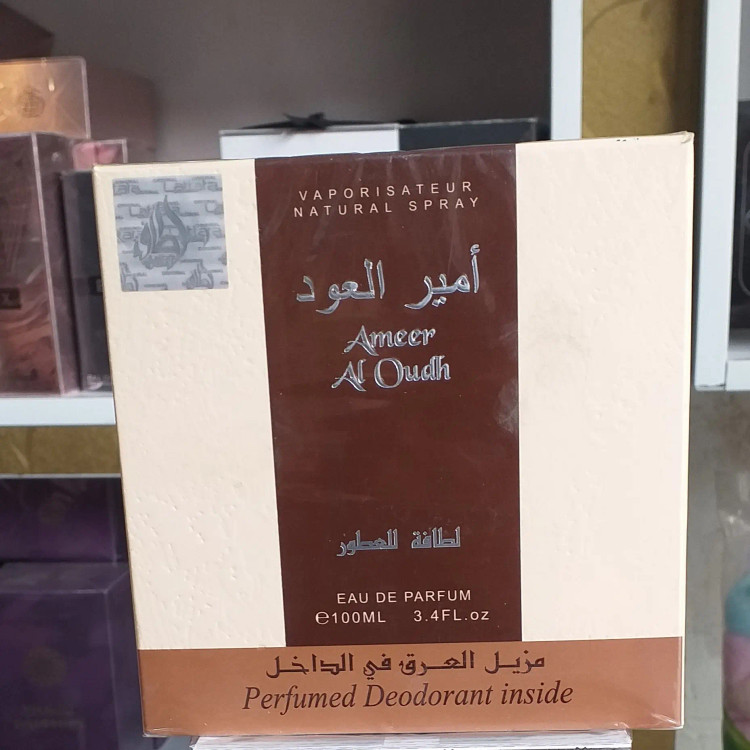 VAPORISATEUR
NATURAL SPRAY
أمير العود
Ameer
Al Oudh
لطافة للعطور
EAU DE PARFUM
℮100ML 3.4FL.oz
مزيل العرق في الداخل
Perfumed Deodorant inside